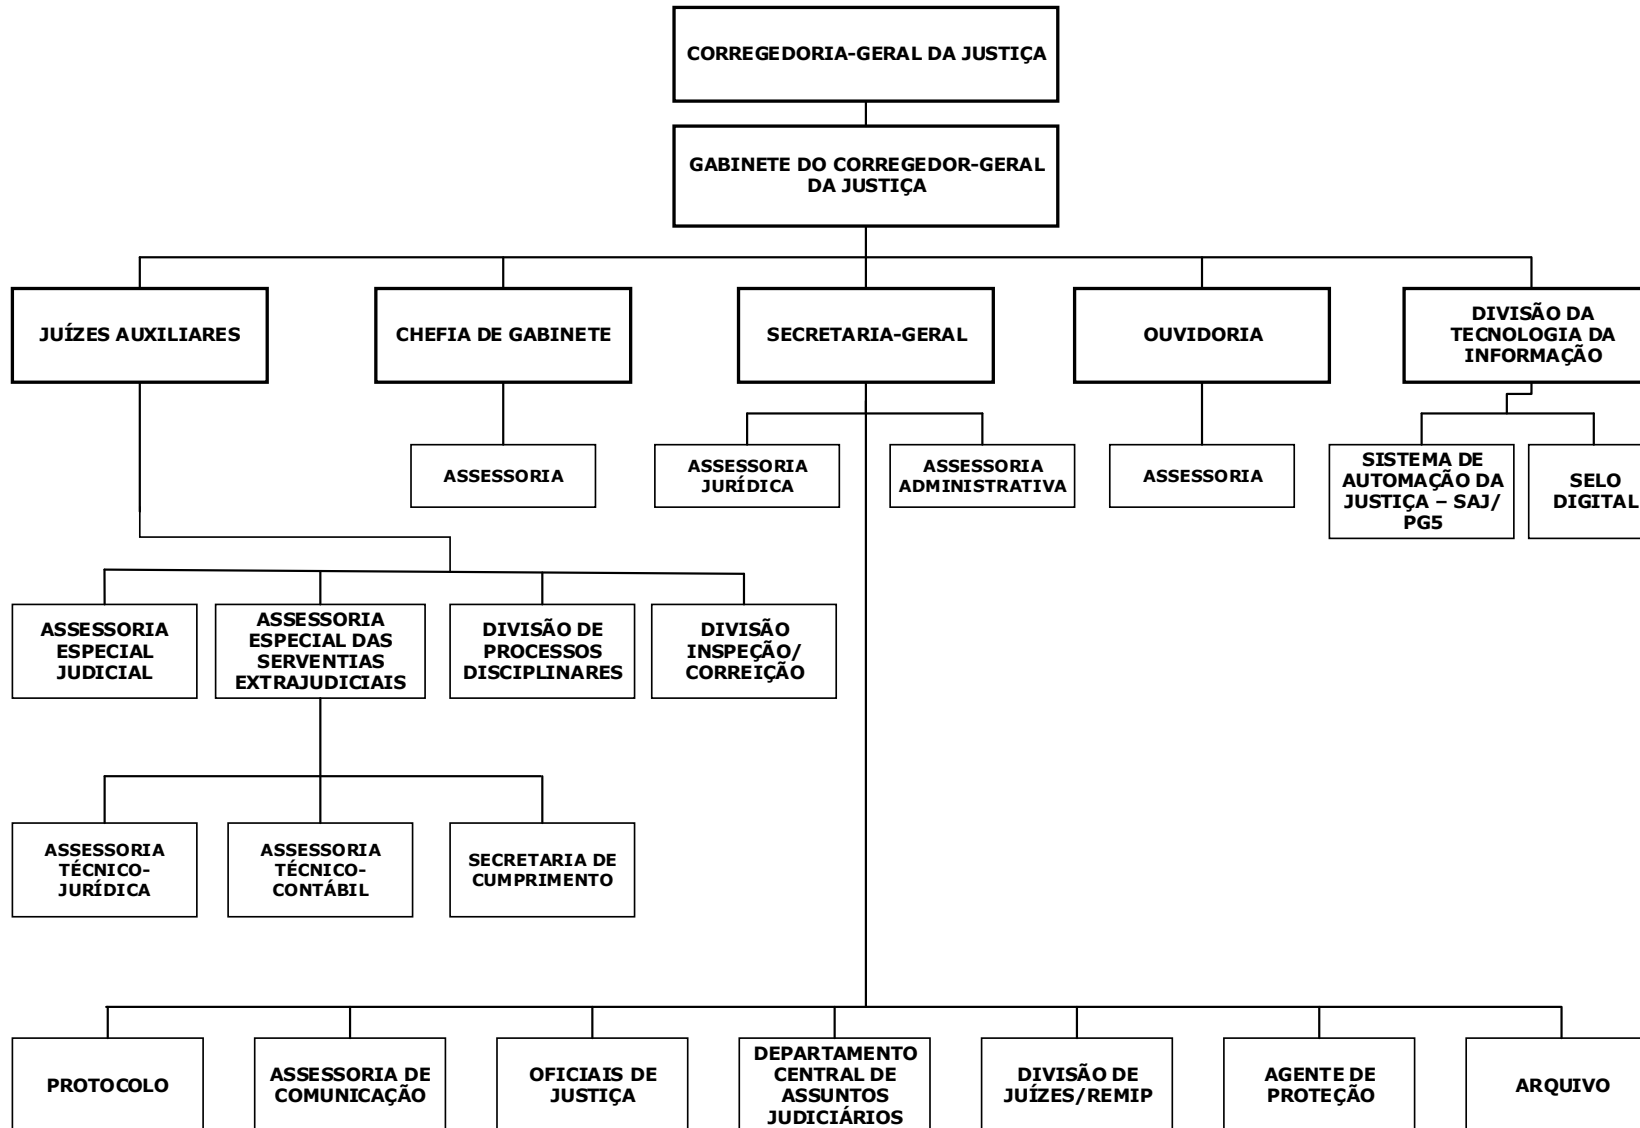 CORREGEDORIA-GERAL DA JUSTIÇA
GABINETE DO CORREGEDOR-GERAL
DA JUSTIÇA
JUÍZES AUXILIARES
CHEFIA DE GABINETE
SECRETARIA-GERAL
OUVIDORIA
DIVISÃO DA
TECNOLOGIA DA
INFORMAÇÃO
ASSESSORIA
ASSESSORIA
JURÍDICA
ASSESSORIA
ADMINISTRATIVA
ASSESSORIA
SISTEMA DE
AUTOMAÇÃO DA
JUSTIÇA – SAJ/
PG5
SELO
DIGITAL
ASSESSORIA
ESPECIAL
JUDICIAL
ASSESSORIA
ESPECIAL DAS
SERVENTIAS
EXTRAJUDICIAIS
DIVISÃO DE
PROCESSOS
DISCIPLINARES
DIVISÃO
INSPEÇÃO/
CORREIÇÃO
ASSESSORIA
TÉCNICO-
JURÍDICA
ASSESSORIA
TÉCNICO-
CONTÁBIL
SECRETARIA DE
CUMPRIMENTO
PROTOCOLO
ASSESSORIA DE
COMUNICAÇÃO
OFICIAIS DE
JUSTIÇA
DEPARTAMENTO
CENTRAL DE
ASSUNTOS
JUDICIÁRIOS
DIVISÃO DE
JUÍZES/REMIP
AGENTE DE
PROTEÇÃO
ARQUIVO